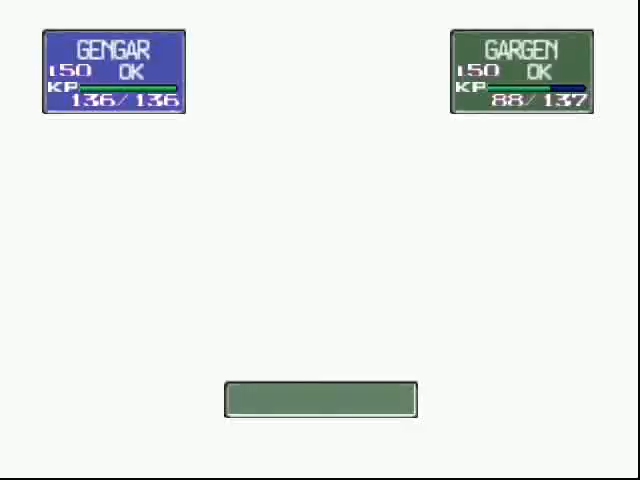 GENGAR
L50 OK
KP
136/136
GARGEN
L50 OK
KP
88/137